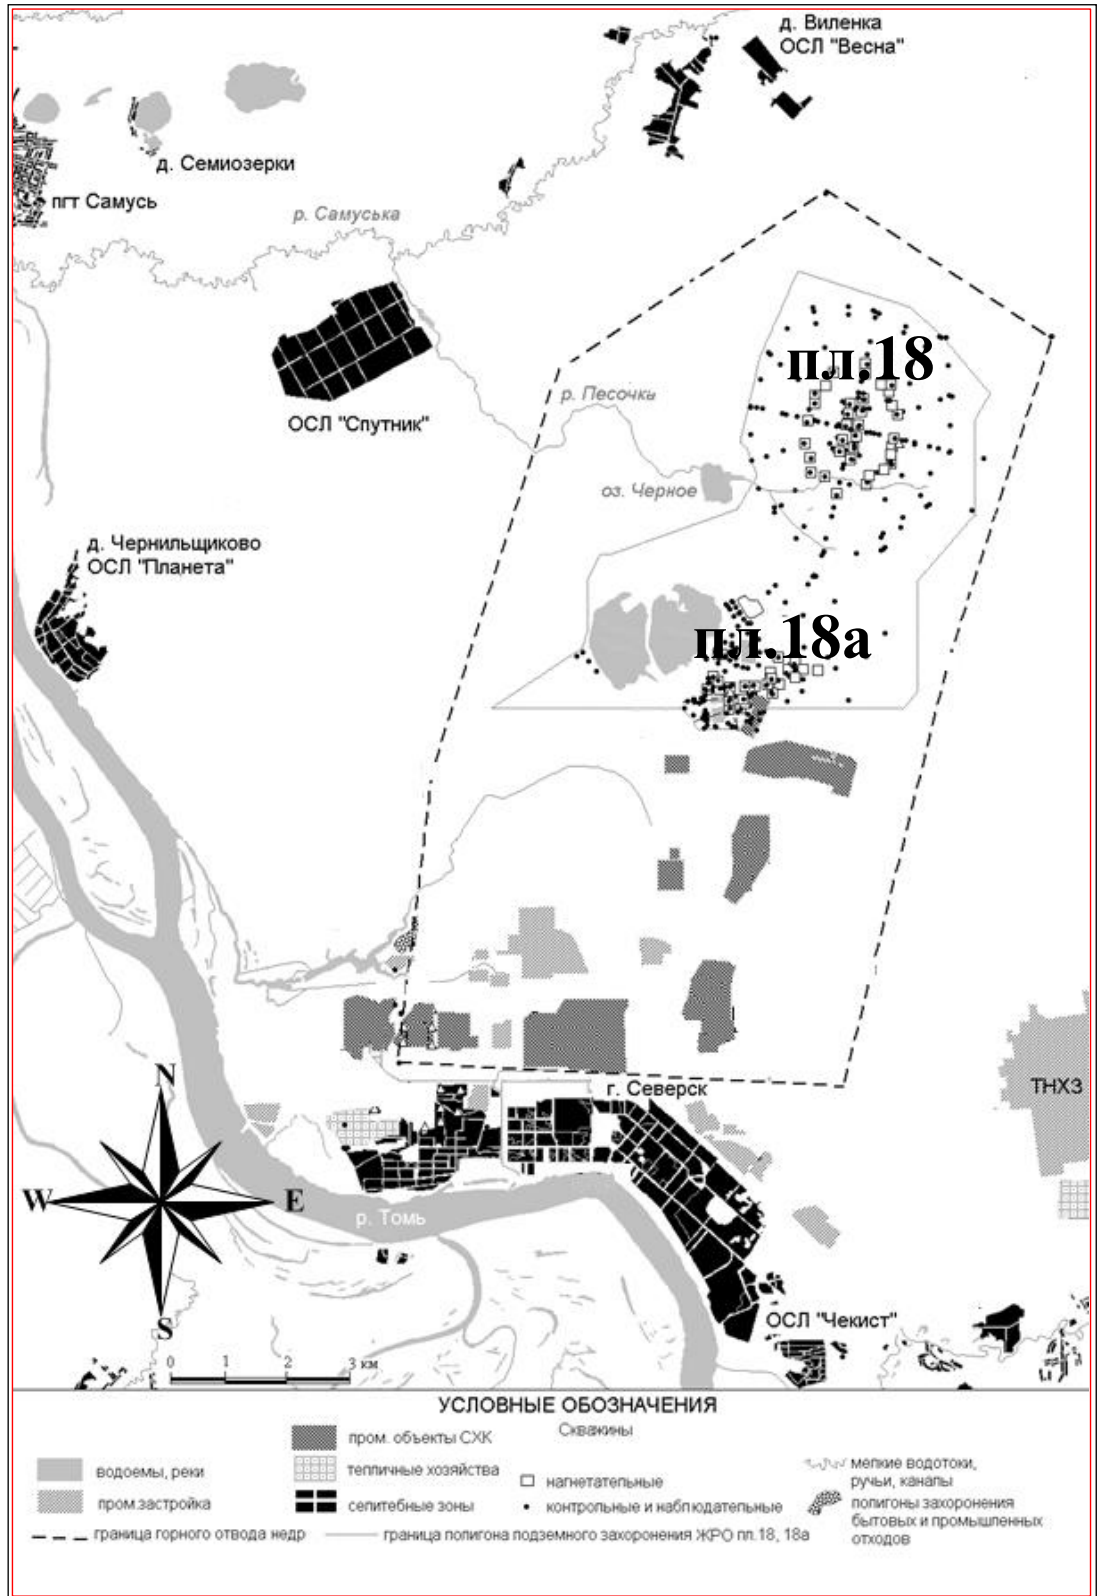 д. Виленка
ОСЛ "Весна"
д. Семиозерки
пгт Самусь
р. Самуська
пл.18
р. Песочка
ОСЛ "Спутник"
оз. Черное
д. Чернильщиково
ОСЛ "Планета"
пл.18а
г. Северск
ТНХЗ
N
W
E
S
р. Томь
ОСЛ "Чекист"
0 1 2 3 км
УСЛОВНЫЕ ОБОЗНАЧЕНИЯ
Скважины
пром. объекты СХК
водоемы, реки
тепличные хозяйства
нагнетательные
мелкие водотоки,
ручьи, каналы
пром.застройка
селитебные зоны
контрольные и наблюдательные
полигоны захоронения
бытовых и промышленных
отходов
граница горного отвода недр
граница полигона подземного захоронения ЖРО пл.18, 18а